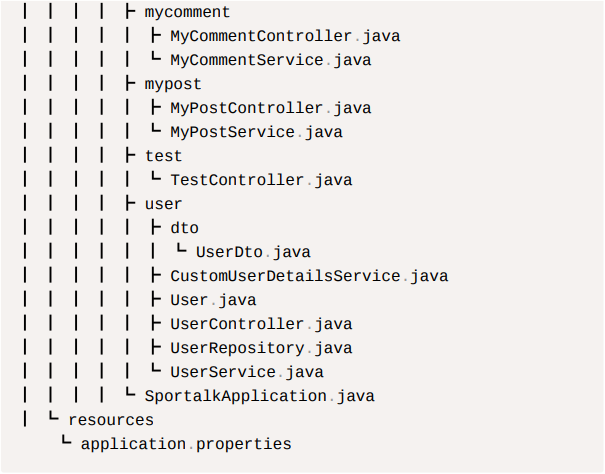 ┃ ┃ ┃ ┃ ┣ mycomment
┃ ┃ ┃ ┃ ┃ ┣ MyCommentController.java
┃ ┃ ┃ ┃ ┃ ┗ MyCommentService.java
┃ ┃ ┃ ┃ ┣ mypost
┃ ┃ ┃ ┃ ┃ ┣ MyPostController.java
┃ ┃ ┃ ┃ ┃ ┗ MyPostService.java
┃ ┃ ┃ ┃ ┣ test
┃ ┃ ┃ ┃ ┃ ┗ TestController.java
┃ ┃ ┃ ┃ ┣ user
┃ ┃ ┃ ┃ ┃ ┣ dto
┃ ┃ ┃ ┃ ┃ ┃ ┗ UserDto.java
┃ ┃ ┃ ┃ ┃ ┣ CustomUserDetailsService.java
┃ ┃ ┃ ┃ ┃ ┣ User.java
┃ ┃ ┃ ┃ ┃ ┣ UserController.java
┃ ┃ ┃ ┃ ┃ ┣ UserRepository.java
┃ ┃ ┃ ┃ ┃ ┗ UserService.java
┃ ┃ ┃ ┃ ┗ SportalkApplication.java
┃ ┗ resources
┗ application.properties